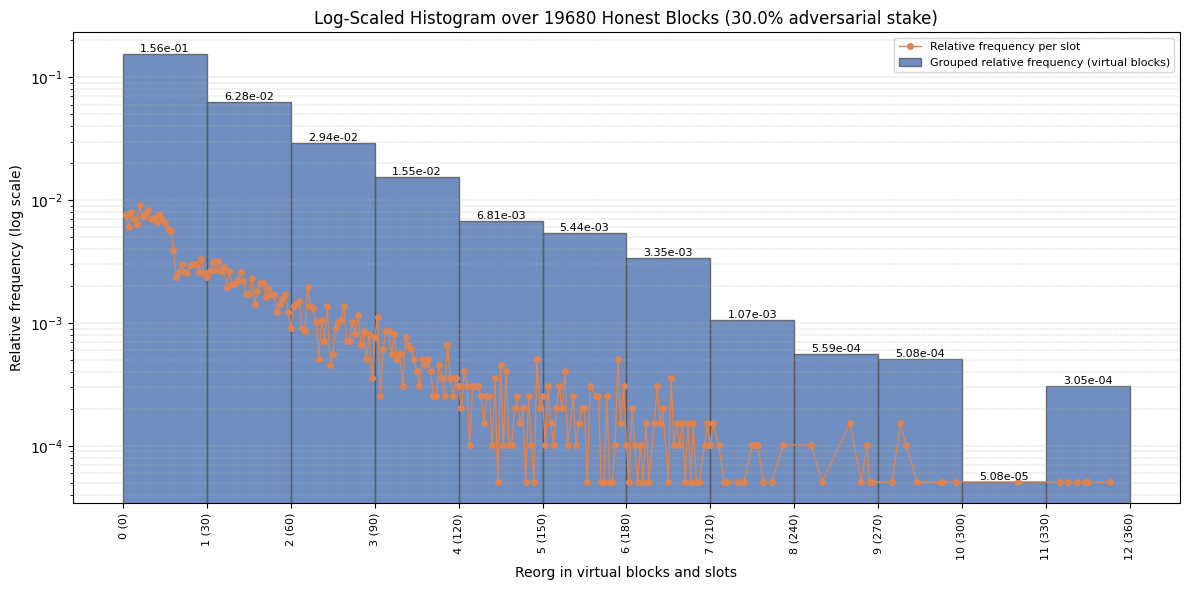 Log-Scaled Histogram over 19680 Honest Blocks (30.0% adversarial stake)
Relative frequency per slot
Grouped relative frequency (virtual blocks)
1.56e-01
6.28e-02
2.94e-02
1.55e-02
6.81e-03
5.44e-03
3.35e-03
1.07e-03
5.59e-04
5.08e-04
5.08e-05
3.05e-04
Relative frequency (log scale)
10⁻¹
10⁻²
10⁻³
10⁻⁴
0 (0)
1 (30)
2 (60)
3 (90)
4 (120)
5 (150)
6 (180)
7 (210)
8 (240)
9 (270)
10 (300)
11 (330)
12 (360)
Reorg in virtual blocks and slots